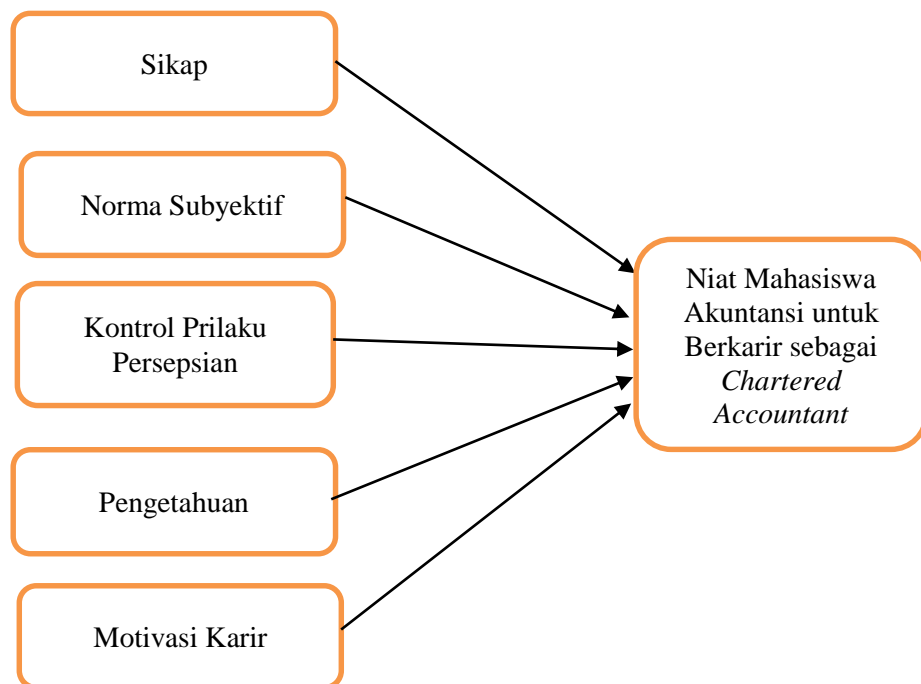 Sikap
Norma Subyektif
Kontrol Prilaku
Persepsian
Pengetahuan
Motivasi Karir
Niat Mahasiswa
Akuntansi untuk
Berkarir sebagai
Chartered
Accountant